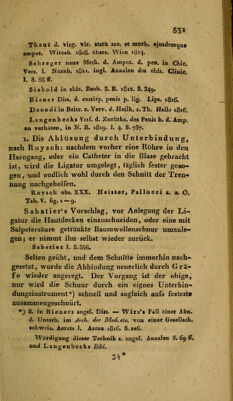 531
Thaut d. virg. vir. statu san. et morb. ejusdemque
amput. Wirceb. 1808. übers. Wien 1814.
Schreger neue Meth. d. Amput. d. pen. in Chir.
Vers. I. Nürnb. 1811. ingl. Annalen des chir. Clinic.
I. S. 88 ff.
Siebold in chir. Beob. S. B. 1812. S. 349.
Biener Diss. d. exstirp. penis p. lig. Lips. 1816.
Dzondi in Beitr. z. Verv. d. Heilk. 1. Th. Halle 1816.
Langenbecks Verf. d. Zurückz. des Penis b. d. Amp.
zu verhüten, in N. B. 1819. I. 4. S. 737.
1. Die Ablösung durch Unterbindung,
nach Ruysch: nachdem vorher eine Röhre in den
Harngang, oder ein Catheter in die Blase gebracht
ist, wird die Ligatur umgelegt, täglich fester gezo-
gen, und endlich wohl durch den Schnitt der Tren-
nung nachgeholfen.
Ruysch obs. XXX. Heister, Pallucci a. a. O.
Tab. V. fig. 1—9.
Sabatier's Vorschlag, vor Anlegung der Li-
gatur die Hautdecken einzuschneiden, oder eine mit
Salpetersäure getränkte Baumwollenschnur umzule-
gen; er nimmt ihn selbst wieder zurück.
Sabatier f. S. 366.
Selten geübt, und dem Schnitte immerhin nach-
gesetzt, wurde die Abbindung neuerlich durch Grä-
fe wieder angeregt. Der Vorgang ist der obige,
nur wird die Schnur durch ein eignes Unterbin-
dungsinstrument *) schnell und zugleich aufs festeste
zusammengeschnürt.
*) S. in Bieners angef. Diss. — Wirz's Fall einer Abn.
d. Unterb. im Arch. der Med. etc. von einer Gesellsch.
schweiz. Aerzte I. Aarau 1816. S. 206.
Würdigung dieser Technik s. angef. Annalen S. 69 ff.
und Langenbecks Bibl.
34*